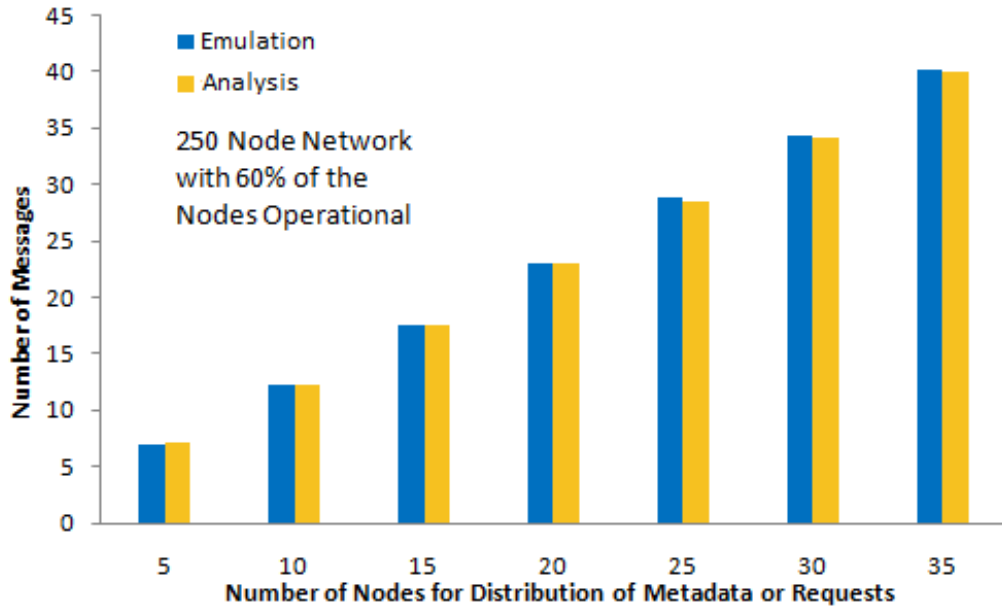 45
40
35
30
25
20
15
10
5
0
Number of Messages
Emulation
Analysis
250 Node Network
with 60% of the
Nodes Operational
5 10 15 20 25 30 35
Number of Nodes for Distribution of Metadata or Requests